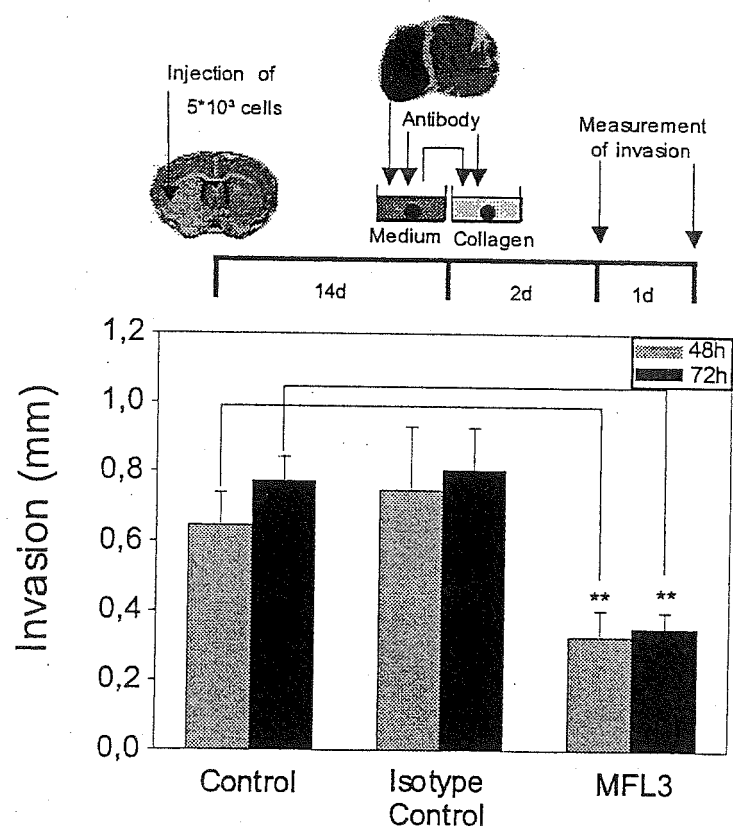 Injection of
5*10³ cells
Antibody
Measurement
of invasion
Medium Collagen
14d 2d 1d
Invasion (mm)
1,2
1,0
0,8
0,6
0,4
0,2
0,0
48h
72h
** **
Control
Isotype
Control
MFL3